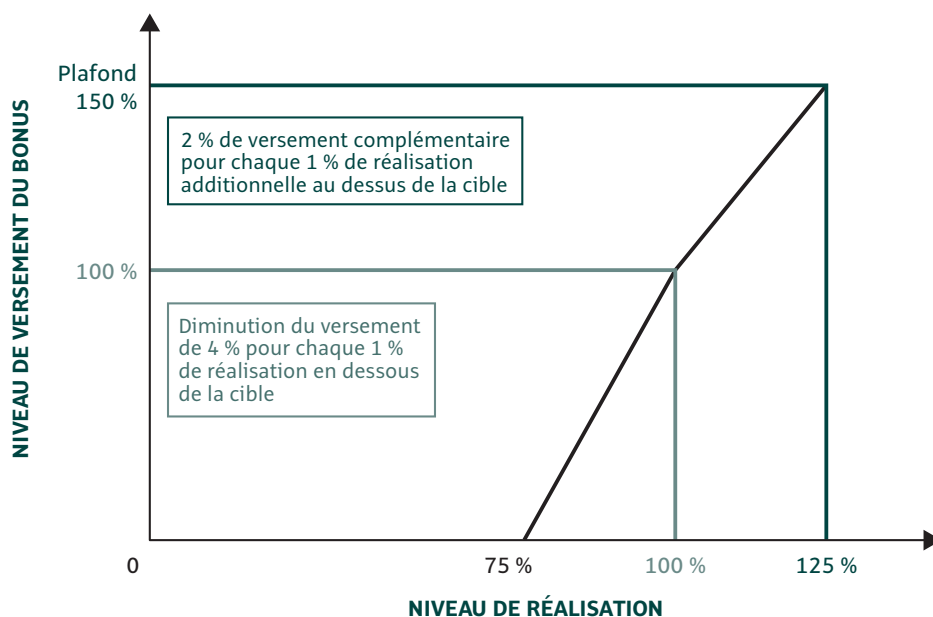 NIVEAU DE VERSEMENT DU BONUS
Plafond
150 %
2 % de versement complémentaire
pour chaque 1 % de réalisation
additionnelle au dessus de la cible
100 %
Diminution du versement
de 4 % pour chaque 1 %
de réalisation en dessous
de la cible
0
75 %
100 %
125 %
NIVEAU DE RÉALISATION